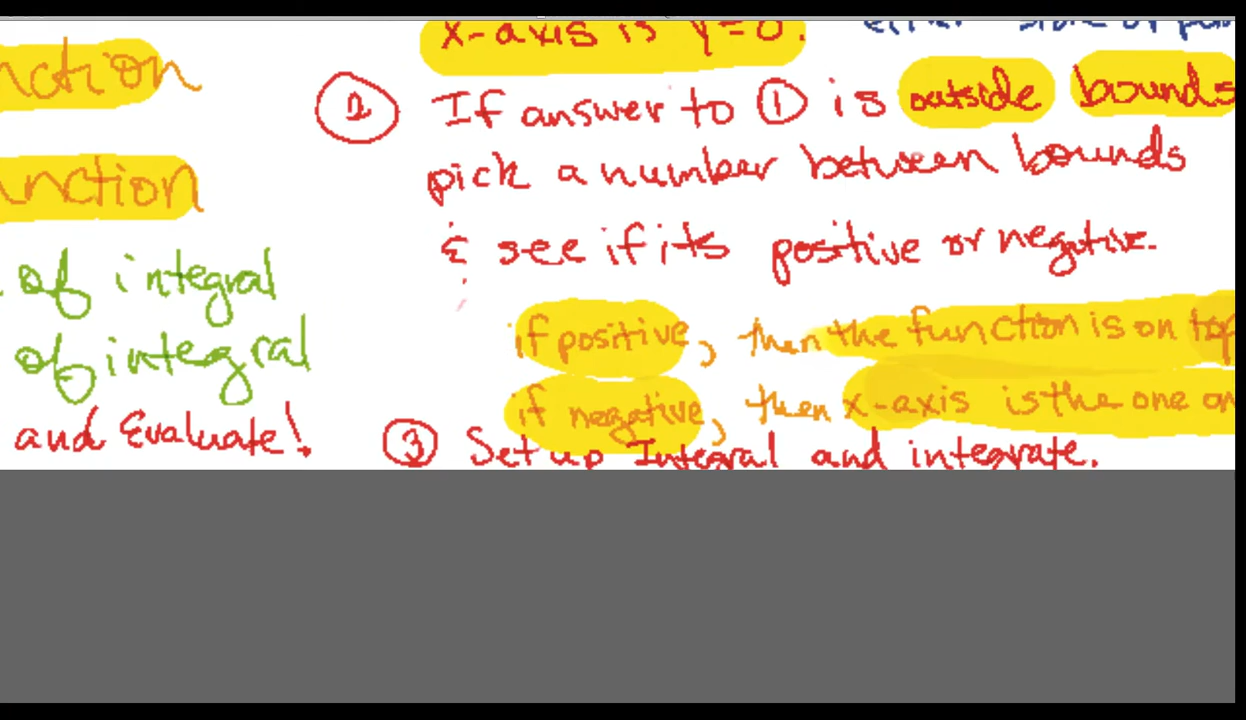 x-axis is y=0.
nction
② If answer to ① is outside bounds
pick a number between bounds
unction
& see if its positive or negative.
of integral
if positive, then the function is on top
of integral
if negative, then x-axis is the one on
and Evaluate!
③ Set up Integral and integrate.